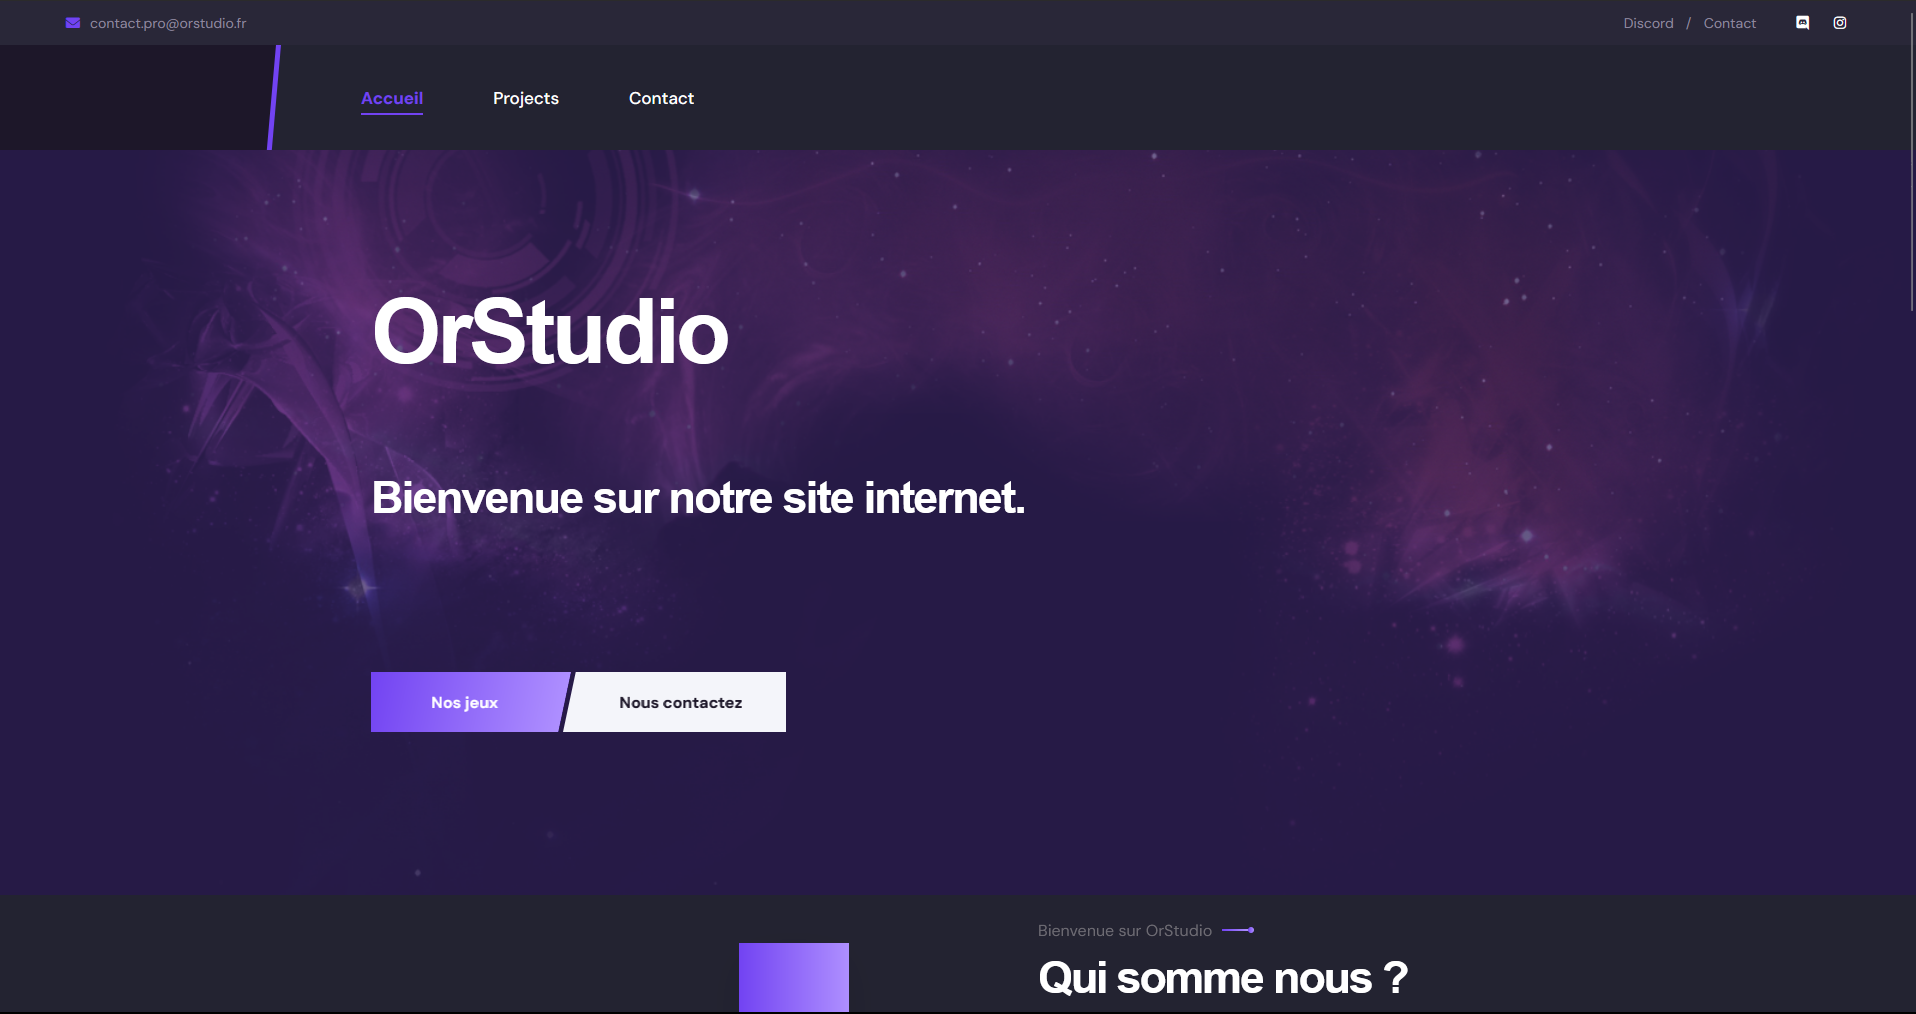 contact.pro@orstudio.fr
Discord / Contact
Accueil Projects Contact
OrStudio
Bienvenue sur notre site internet.
Nos jeux
Nous contactez
Bienvenue sur OrStudio
Qui somme nous ?